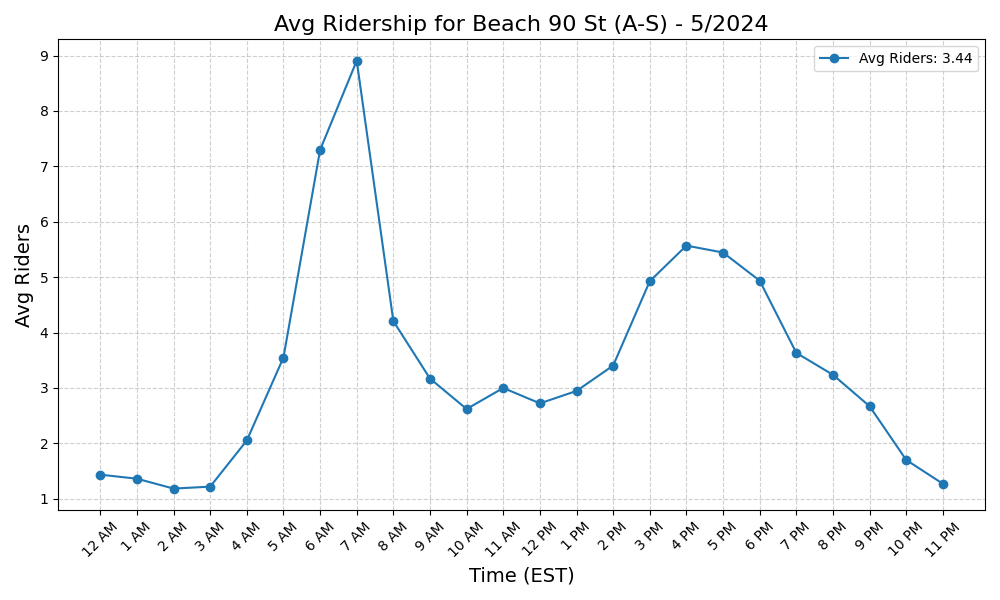 Avg Ridership for Beach 90 St (A-S) - 5/2024
Avg Riders: 3.44
Avg Riders
9
8
7
6
5
4
3
2
1
12 AM
1 AM
2 AM
3 AM
4 AM
5 AM
6 AM
7 AM
8 AM
9 AM
10 AM
11 AM
12 PM
1 PM
2 PM
3 PM
4 PM
5 PM
6 PM
7 PM
8 PM
9 PM
10 PM
11 PM
Time (EST)